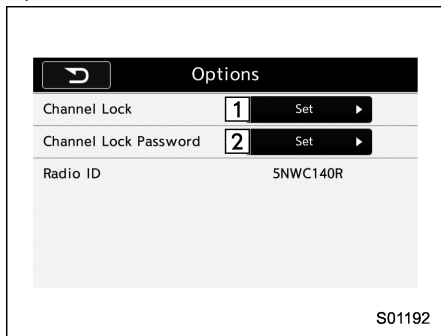 Options
Channel Lock 1 Set
Channel Lock Password 2 Set
Radio ID 5NWC140R
S01192